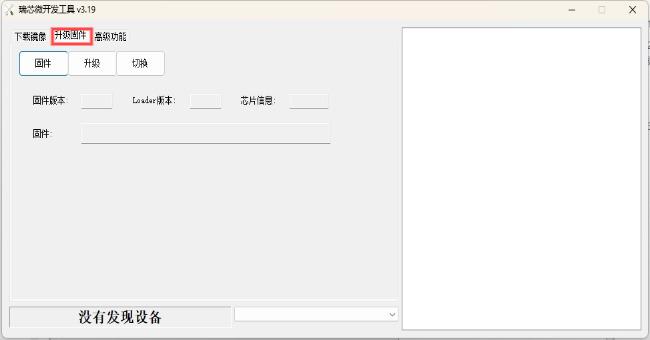 瑞芯微开发工具 v3.19
下载镜像 升级固件 高级功能
固件 升级 切换
固件版本: Loader版本: 芯片信息:
固件:
没有发现设备